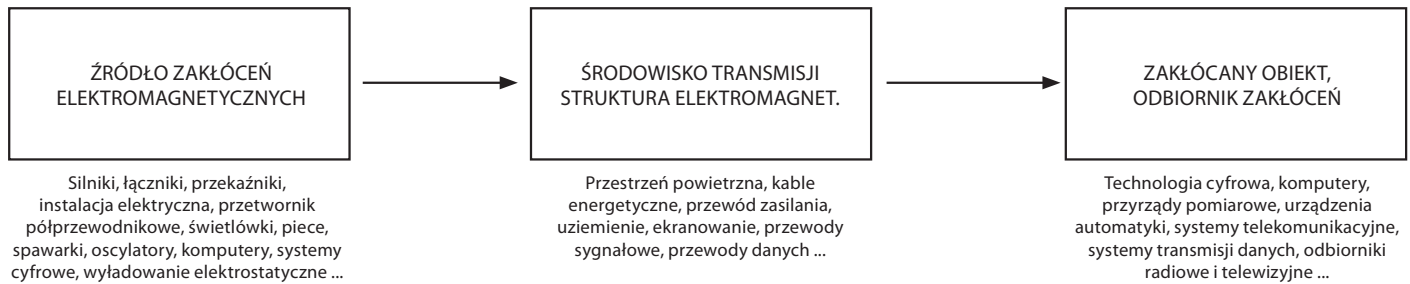 ŹRÓDŁO ZAKŁÓCEŃ
ELEKTROMAGNETYCZNYCH
Silniki, łączniki, przekaźniki,
instalacja elektryczna, przetwornik
półprzewodnikowe, świetlówki, piece,
spawarki, oscylatory, komputery, systemy
cyfrowe, wyładowanie elektrostatyczne ...
ŚRODOWISKO TRANSMISJI
STRUKTURA ELEKTROMAGNET.
Przestrzeń powietrzna, kable
energetyczne, przewód zasilania,
uziemienie, ekranowanie, przewody
sygnałowe, przewody danych ...
ZAKŁÓCANY OBIEKT,
ODBIORNIK ZAKŁÓCEŃ
Technologia cyfrowa, komputery,
przyrządy pomiarowe, urządzenia
automatyki, systemy telekomunikacyjne,
systemy transmisji danych, odbiorniki
radiowe i telewizyjne ...